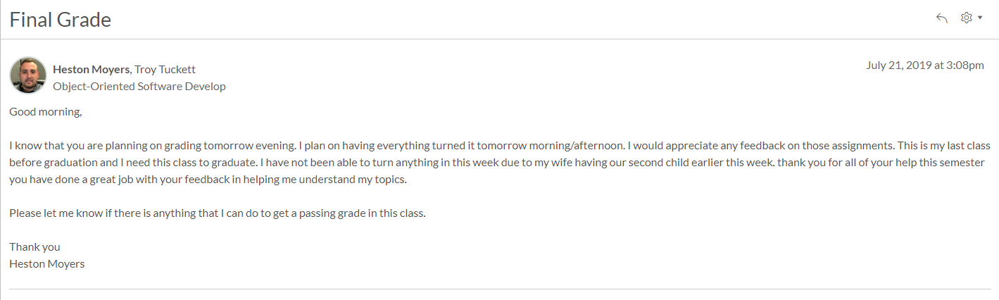 Final Grade
Heston Moyers, Troy Tuckett
July 21, 2019 at 3:08pm
Object-Oriented Software Develop
Good morning,
I know that you are planning on grading tomorrow evening. I plan on having everything turned it tomorrow morning/afternoon. I would appreciate any feedback on those assignments. This is my last class
before graduation and I need this class to graduate. I have not been able to turn anything in this week due to my wife having our second child earlier this week. thank you for all of your help this semester
you have done a great job with your feedback in helping me understand my topics.
Please let me know if there is anything that I can do to get a passing grade in this class.
Thank you
Heston Moyers